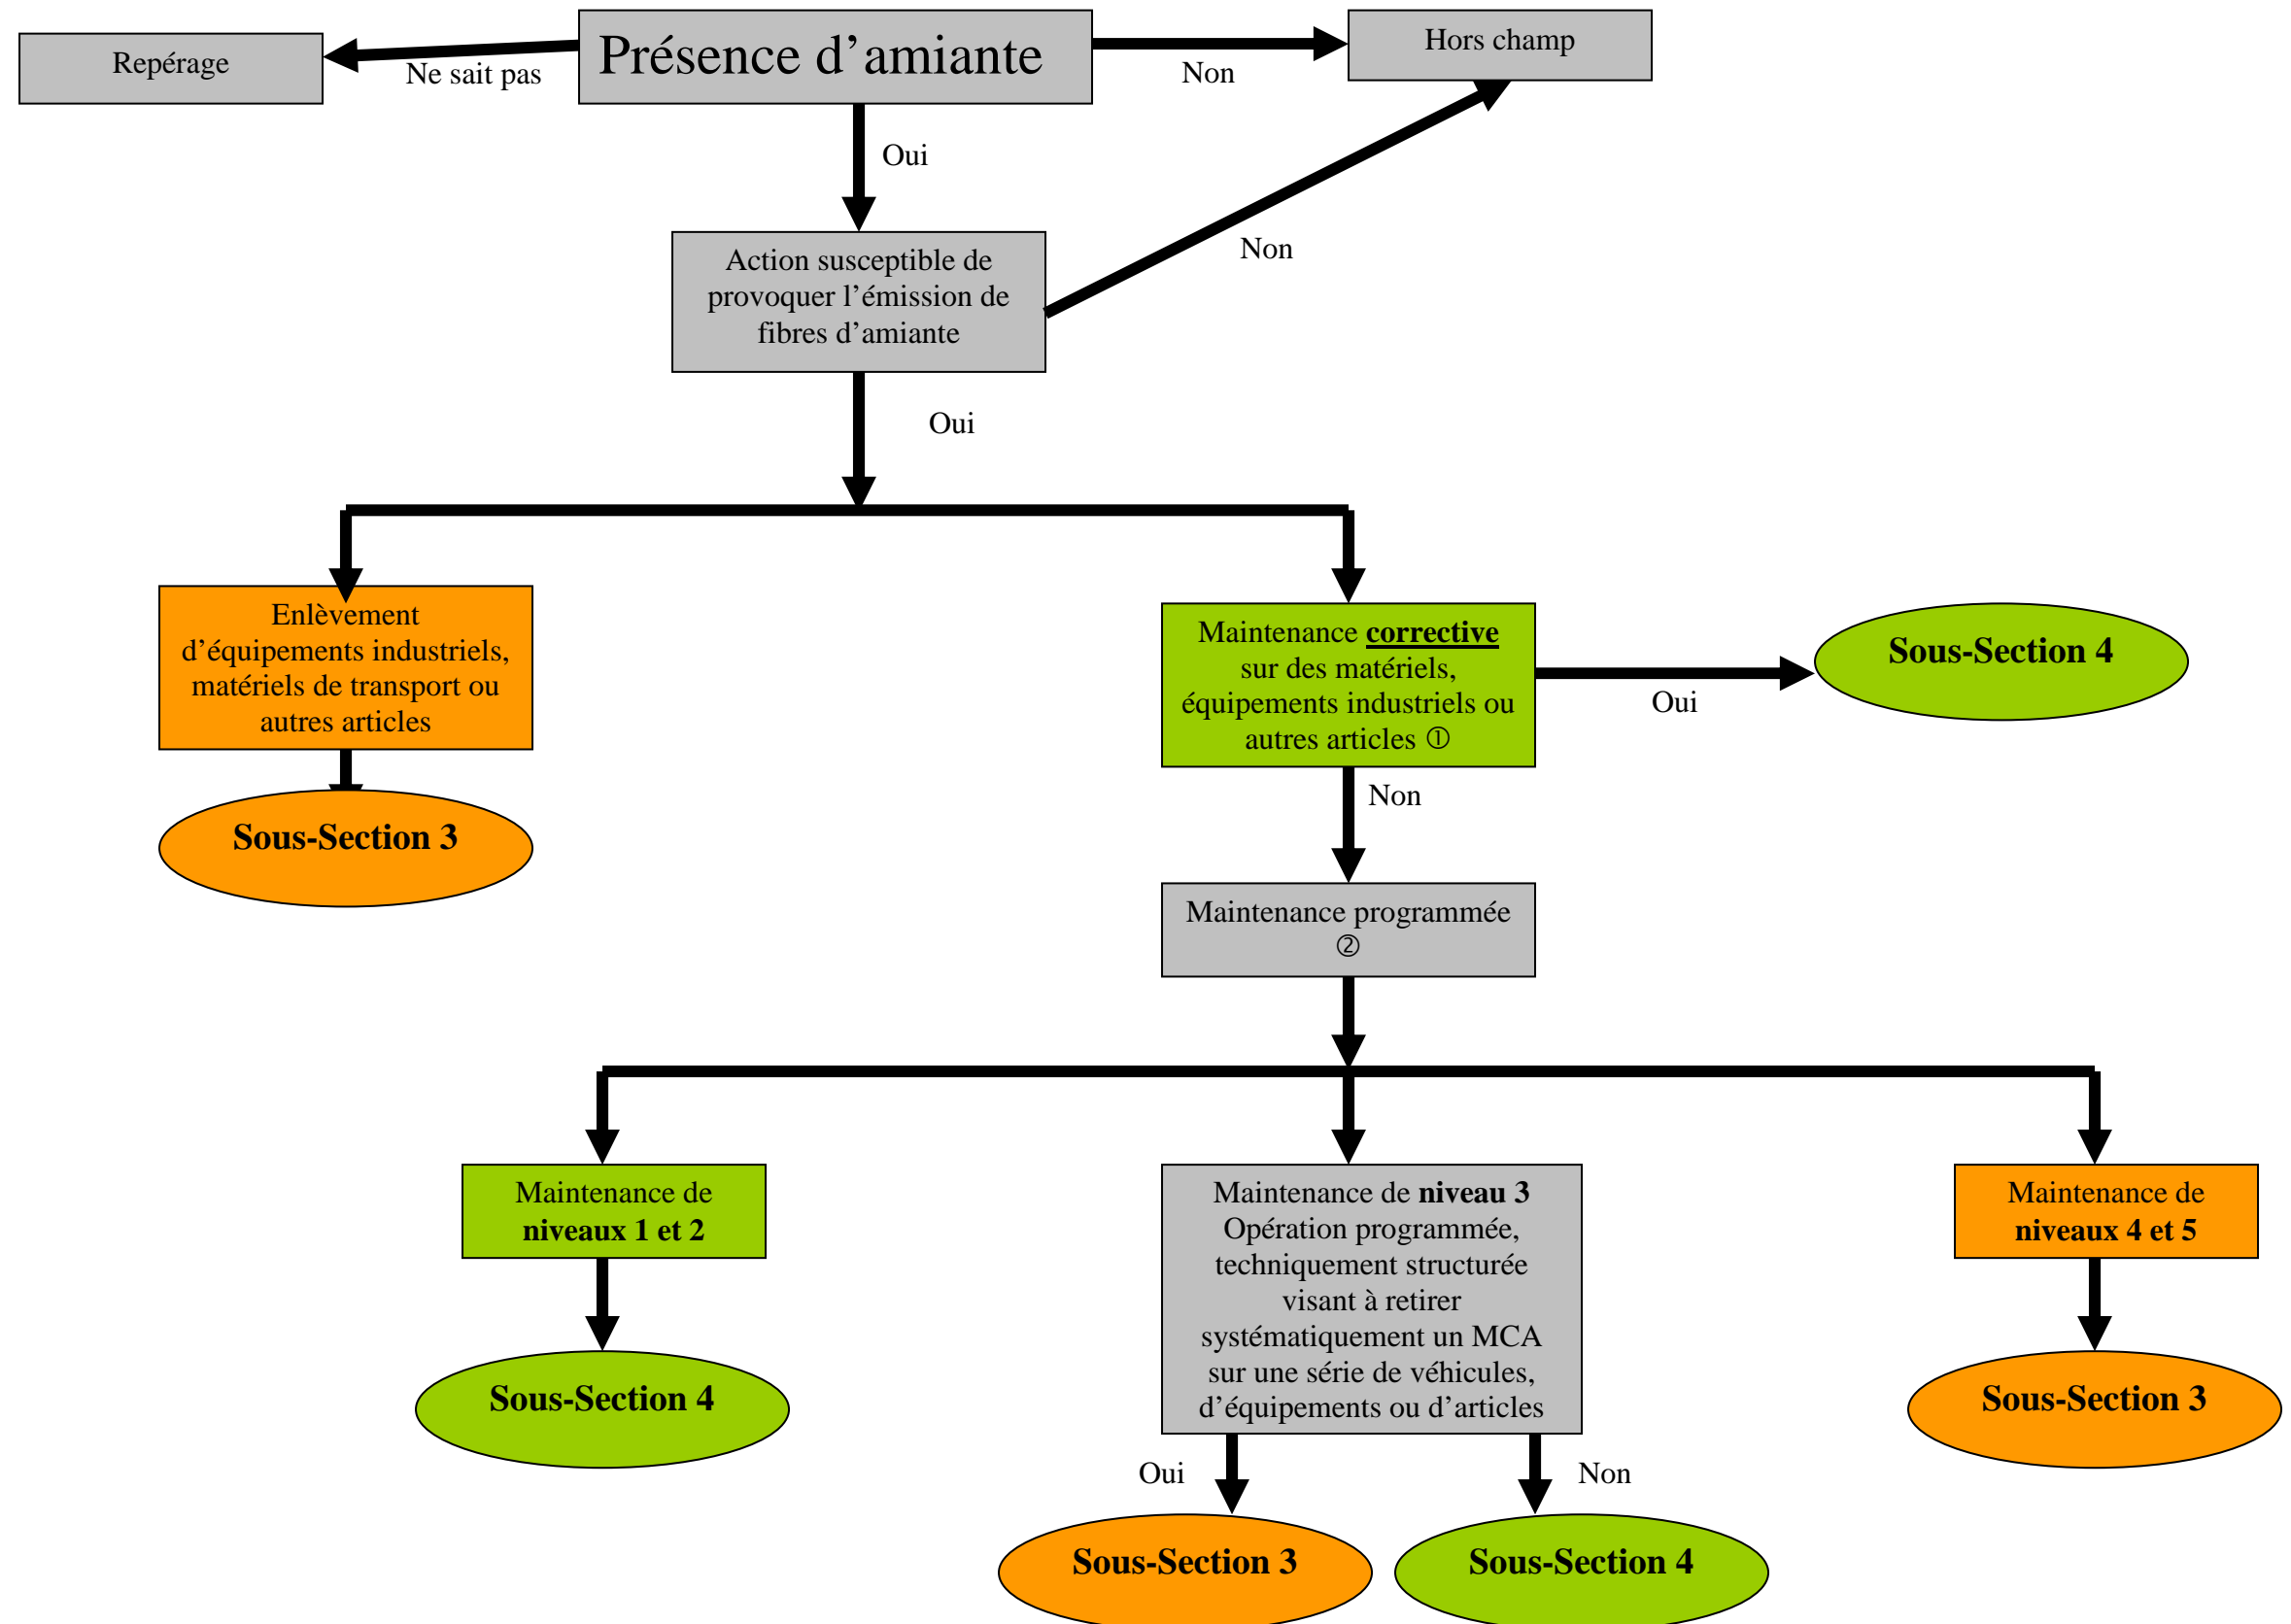 Présence d’amiante
Hors champ
Repérage
Ne sait pas
Non
Oui
Action susceptible de
provoquer l’émission de
fibres d’amiante
Non
Oui
Enlèvement
d’équipements industriels,
matériels de transport ou
autres articles
Sous-Section 3
Maintenance corrective
sur des matériels,
équipements industriels ou
autres articles ①
Oui
Sous-Section 4
Non
Maintenance programmée
②
Maintenance de
niveaux 1 et 2
Sous-Section 4
Maintenance de niveau 3
Opération programmée,
techniquement structurée
visant à retirer
systématiquement un MCA
sur une série de véhicules,
d’équipements ou d’articles
Oui
Non
Sous-Section 3
Sous-Section 4
Maintenance de
niveaux 4 et 5
Sous-Section 3